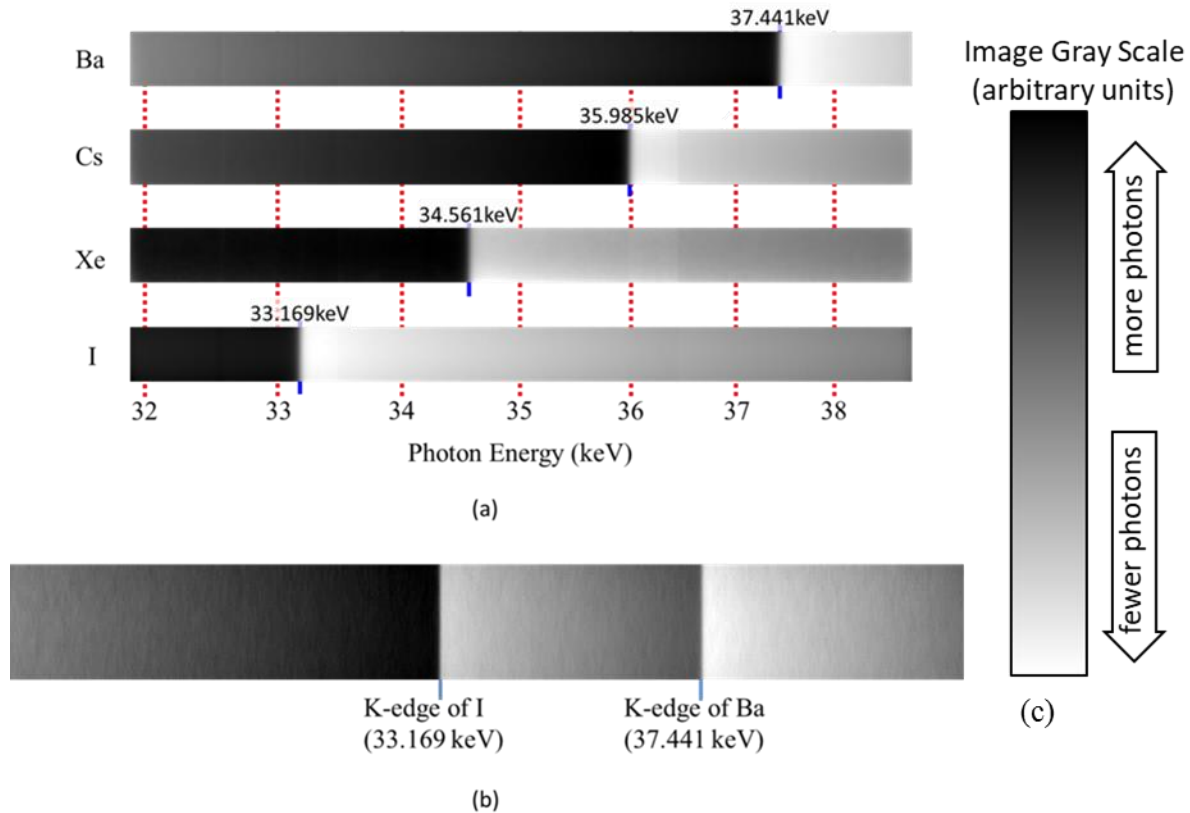 37.441keV
Ba
35.985keV
Cs
34.561keV
Xe
33.169keV
I
32 33 34 35 36 37 38
Photon Energy (keV)
(a)
K-edge of I
(33.169 keV)
K-edge of Ba
(37.441 keV)
(b)
Image Gray Scale
(arbitrary units)
more photons
fewer photons
(c)